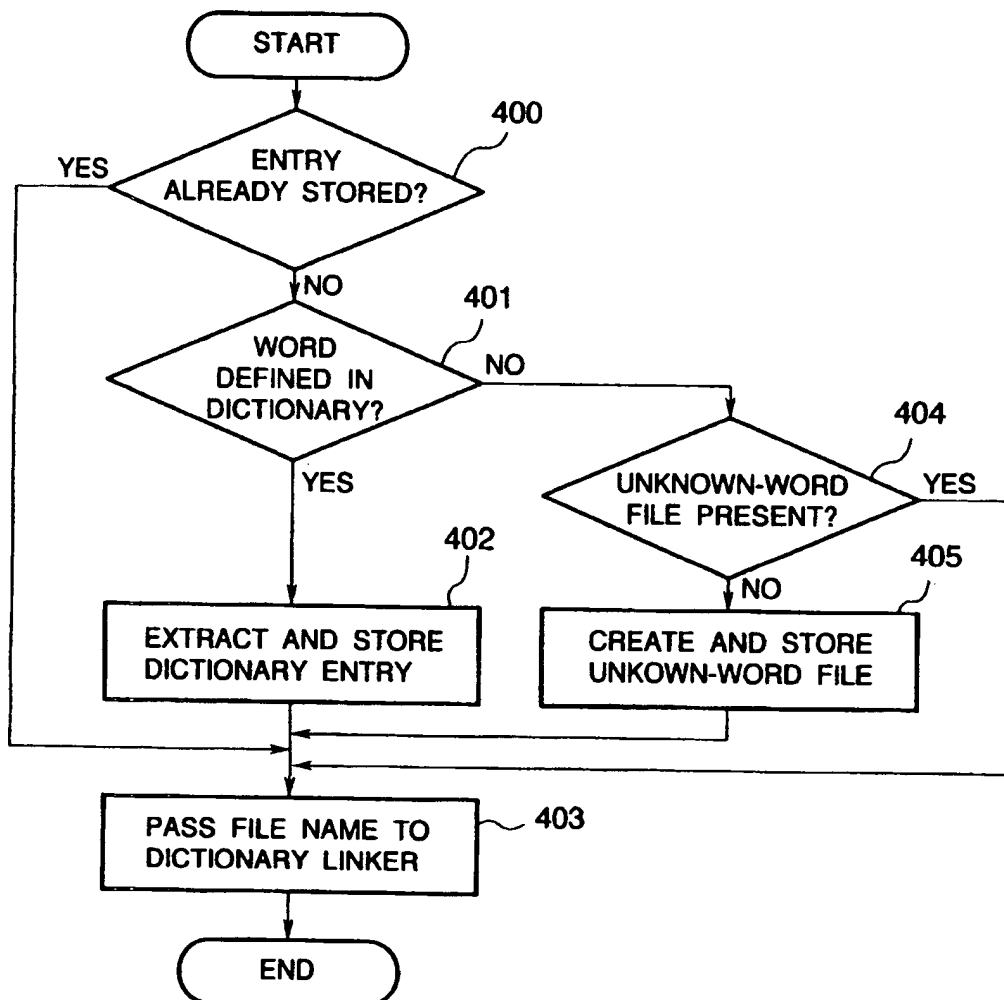 START
400
YES
ENTRY
ALREADY STORED?
NO
401
WORD
DEFINED IN
DICTIONARY?
NO
404
YES
UNKNOWN-WORD
FILE PRESENT?
YES
402
NO
405
EXTRACT AND STORE
DICTIONARY ENTRY
CREATE AND STORE
UNKOWN-WORD FILE
PASS FILE NAME TO
DICTIONARY LINKER
403
END